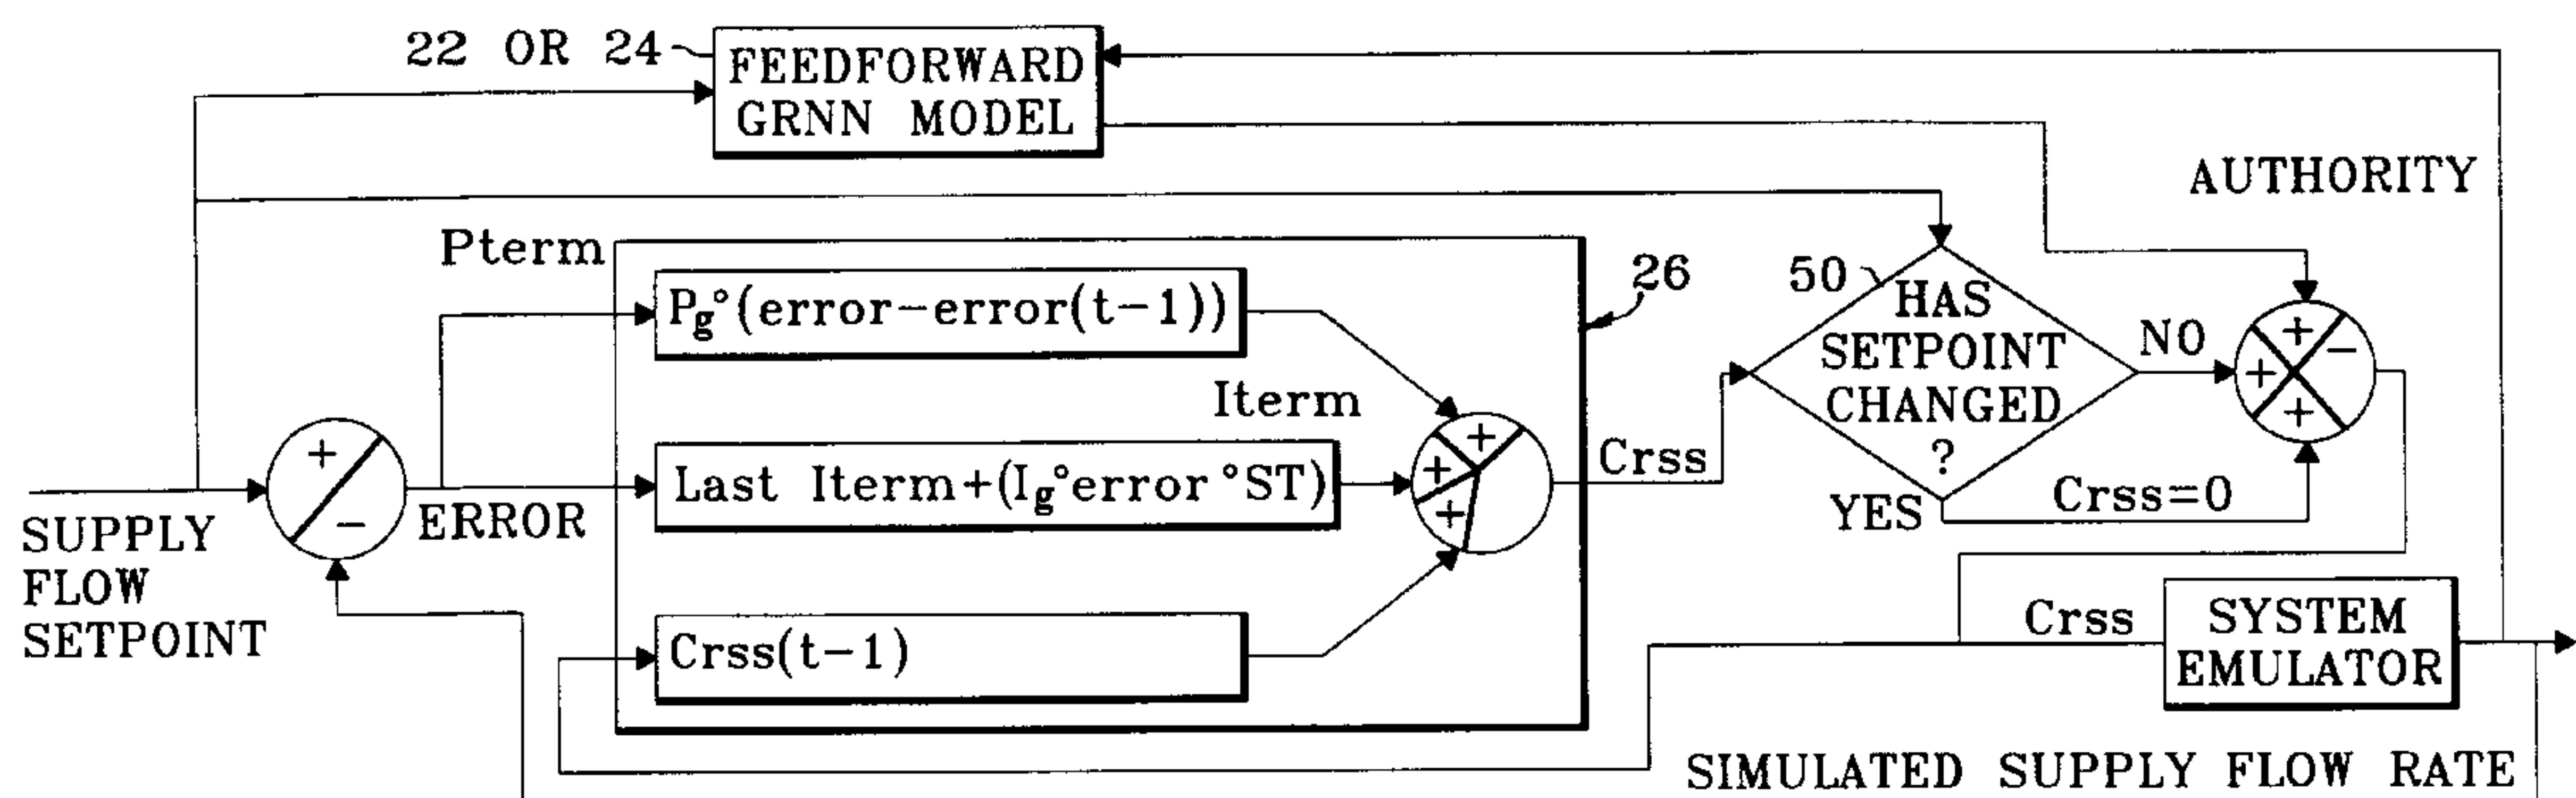 22 OR 24
FEEDFORWARD
GRNN MODEL
AUTHORITY
Pterm
26
50
HAS
SETPOINT
CHANGED
?
NO
YES
Crss=0
Pg°(error-error(t-1))
Iterm
Last Iterm+(Ig°error °ST)
Crss
Crss(t-1)
+
-
ERROR
SUPPLY
FLOW
SETPOINT
+
+
+
+
-
+
+
Crss
SYSTEM
EMULATOR
SIMULATED SUPPLY FLOW RATE